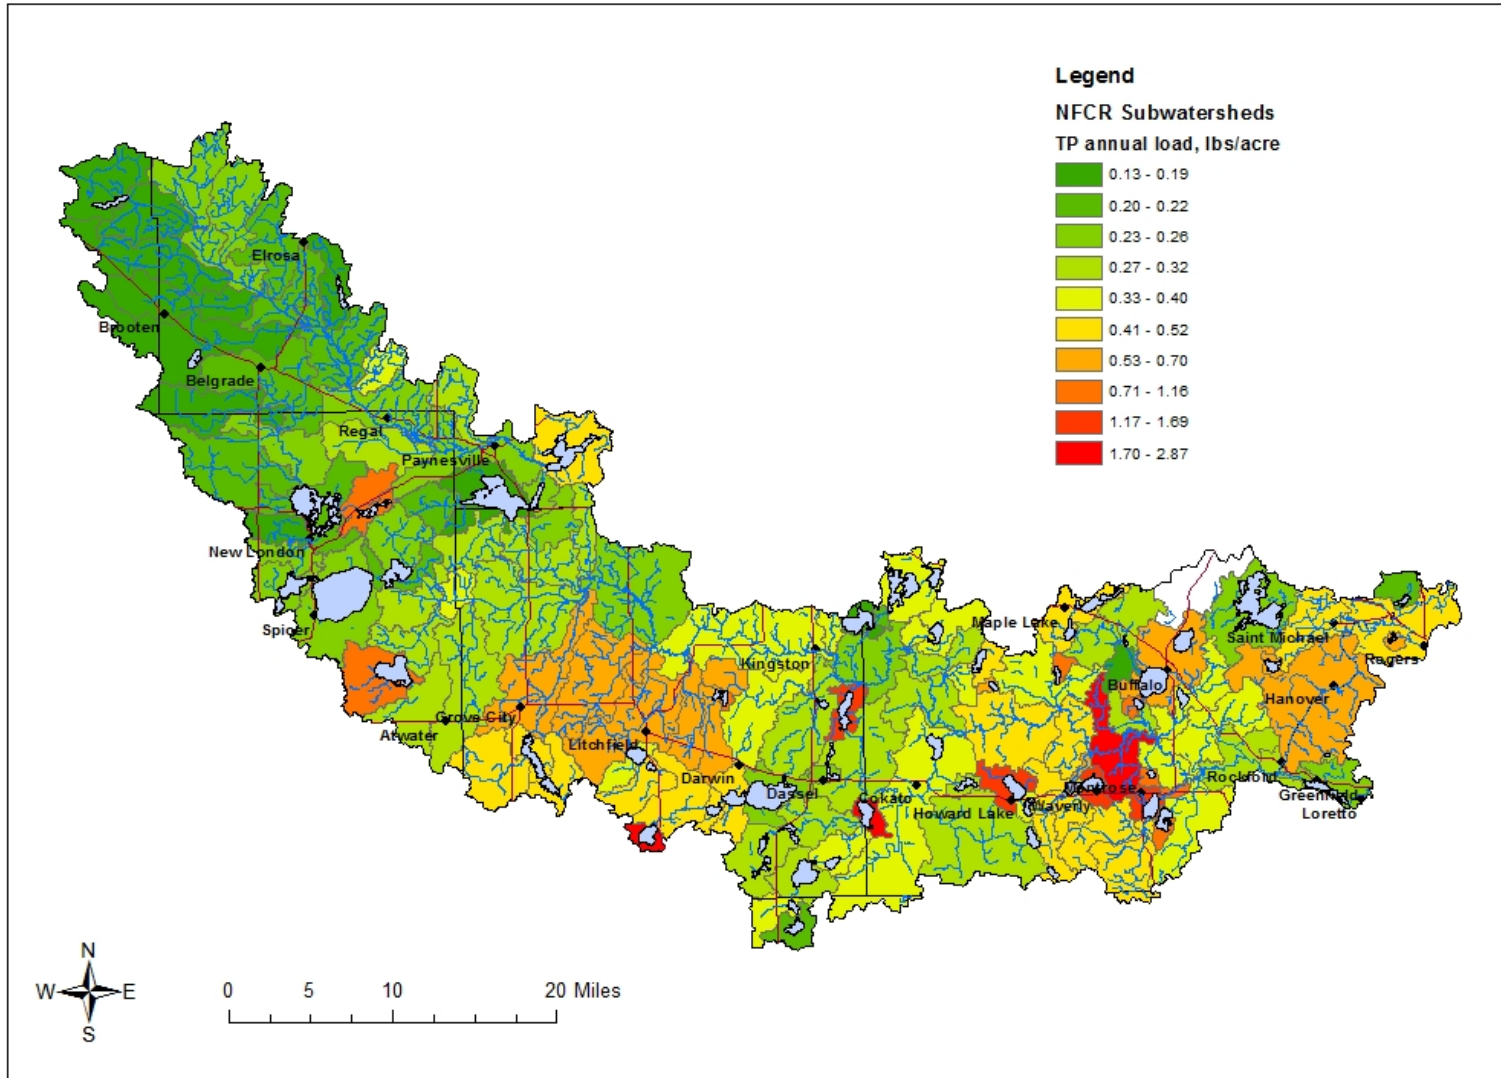 Legend
NFCR Subwatersheds
TP annual load, lbs/acre
0.13 - 0.19
0.20 - 0.22
0.23 - 0.26
0.27 - 0.32
0.33 - 0.40
0.41 - 0.52
0.53 - 0.70
0.71 - 1.16
1.17 - 1.69
1.70 - 2.87
Elrosa
Brooten
Belgrade
Regal
Paynesville
New London
Spicer
Maple Lake
Saint Michael
Kingston
Rogers
Buffalo
Hanover
Grove City
Atwater
Litchfield
Darwin
Rockford
Dassel
Montrose
Greenfield
Cokato
Waverly
Howard Lake
Loretto
N
W
E
S
0
5
10
20 Miles